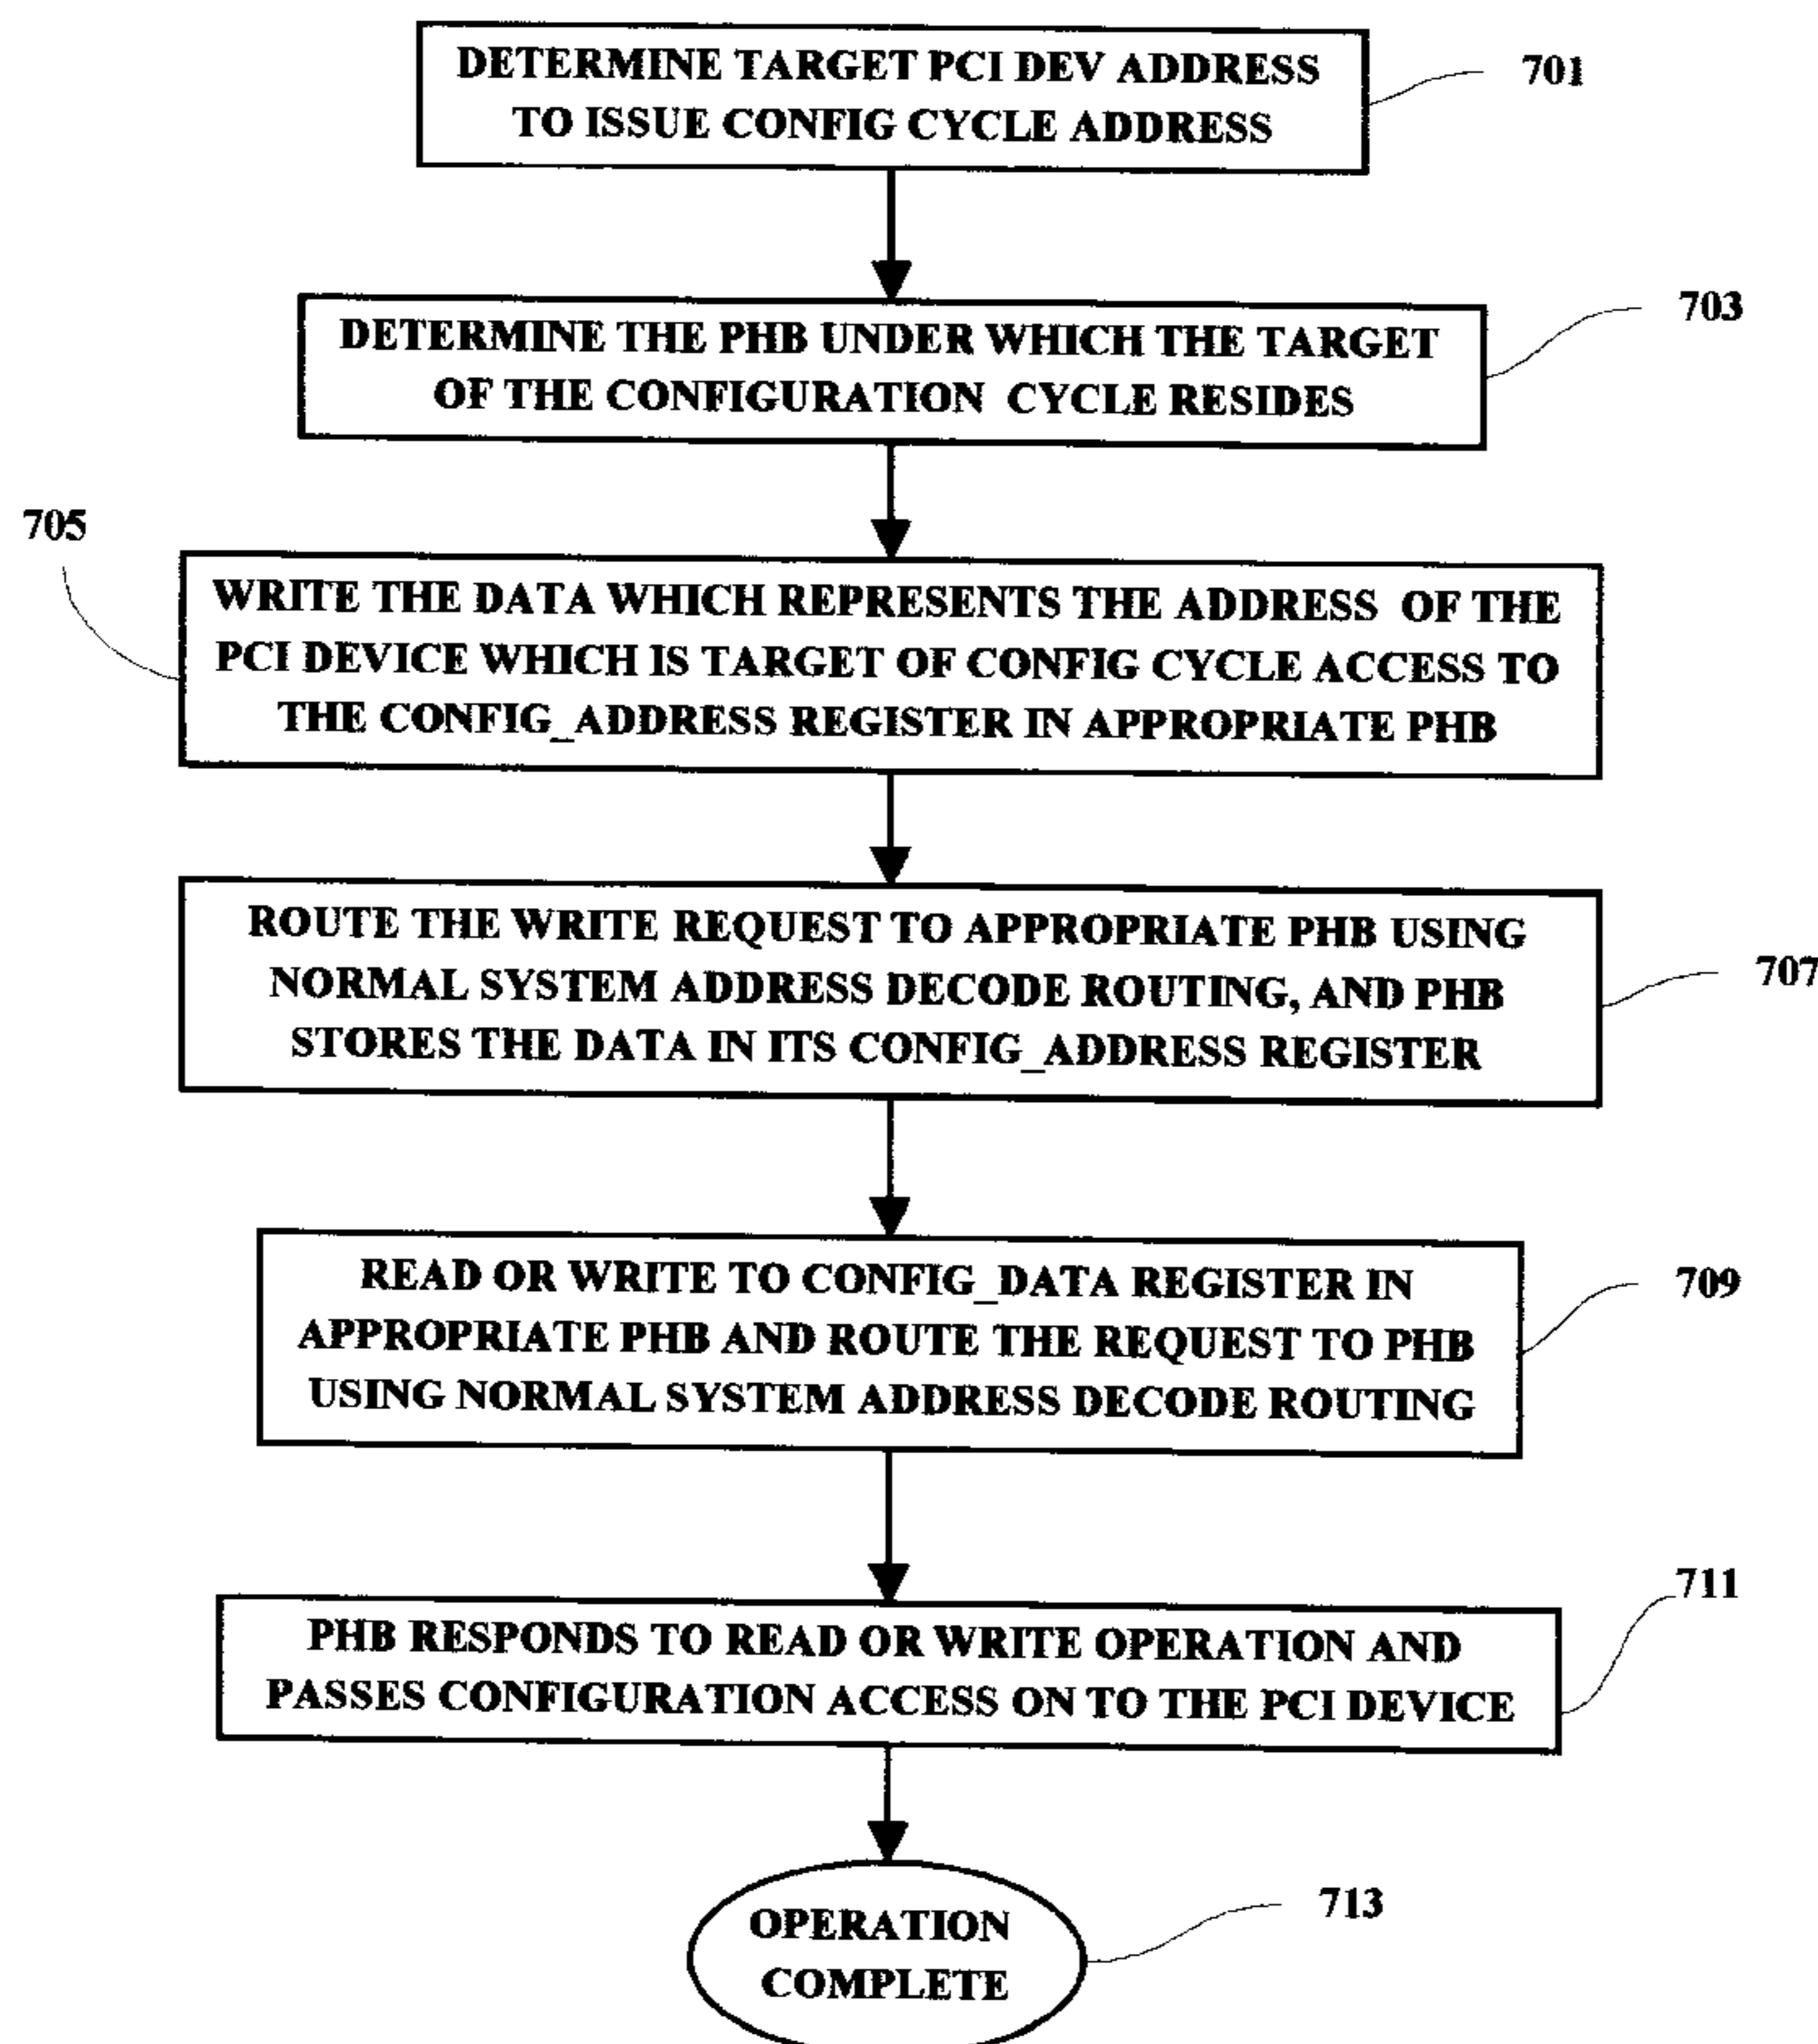 DETERMINE TARGET PCI DEV ADDRESS
TO ISSUE CONFIG CYCLE ADDRESS
701
DETERMINE THE PHB UNDER WHICH THE TARGET
OF THE CONFIGURATION CYCLE RESIDES
703
705
WRITE THE DATA WHICH REPRESENTS THE ADDRESS OF THE
PCI DEVICE WHICH IS TARGET OF CONFIG CYCLE ACCESS TO
THE CONFIG_ADDRESS REGISTER IN APPROPRIATE PHB
ROUTE THE WRITE REQUEST TO APPROPRIATE PHB USING
NORMAL SYSTEM ADDRESS DECODE ROUTING, AND PHB
STORES THE DATA IN ITS CONFIG_ADDRESS REGISTER
707
READ OR WRITE TO CONFIG_DATA REGISTER IN
APPROPRIATE PHB AND ROUTE THE REQUEST TO PHB
USING NORMAL SYSTEM ADDRESS DECODE ROUTING
709
PHB RESPONDS TO READ OR WRITE OPERATION AND
PASSES CONFIGURATION ACCESS ON TO THE PCI DEVICE
711
OPERATION
COMPLETE
713